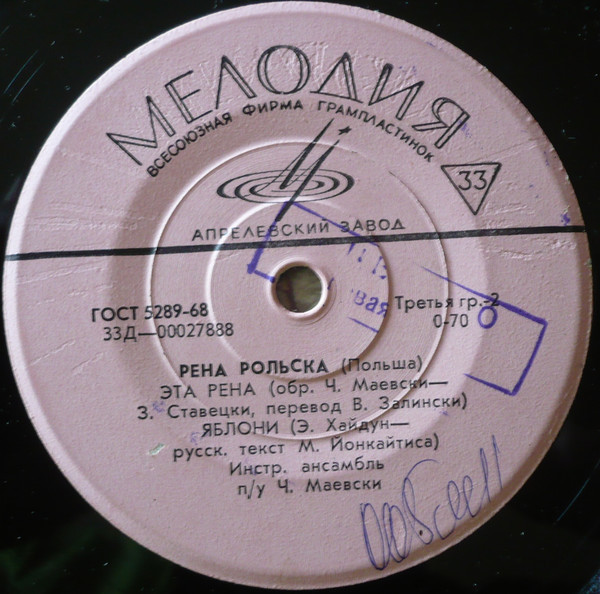 МЕЛОДИЯ
ВСЕСОЮЗНАЯ ФИРМА ГРАМПЛАСТИНОК
33
АПРЕЛЕВСКИЙ ЗАВОД
ГОСТ 5289-68
33Д—00027888
Третья гр.-2
0-70
РЕНА РОЛЬСКА (Польша)
ЭТА РЕНА (обр. Ч. Маевски—
З. Ставецки, перевод В. Залински)
ЯБЛОНИ (Э. Хайдун—
русск. текст М. Йонкайтиса)
Инстр. ансамбль
п/у Ч. Маевски